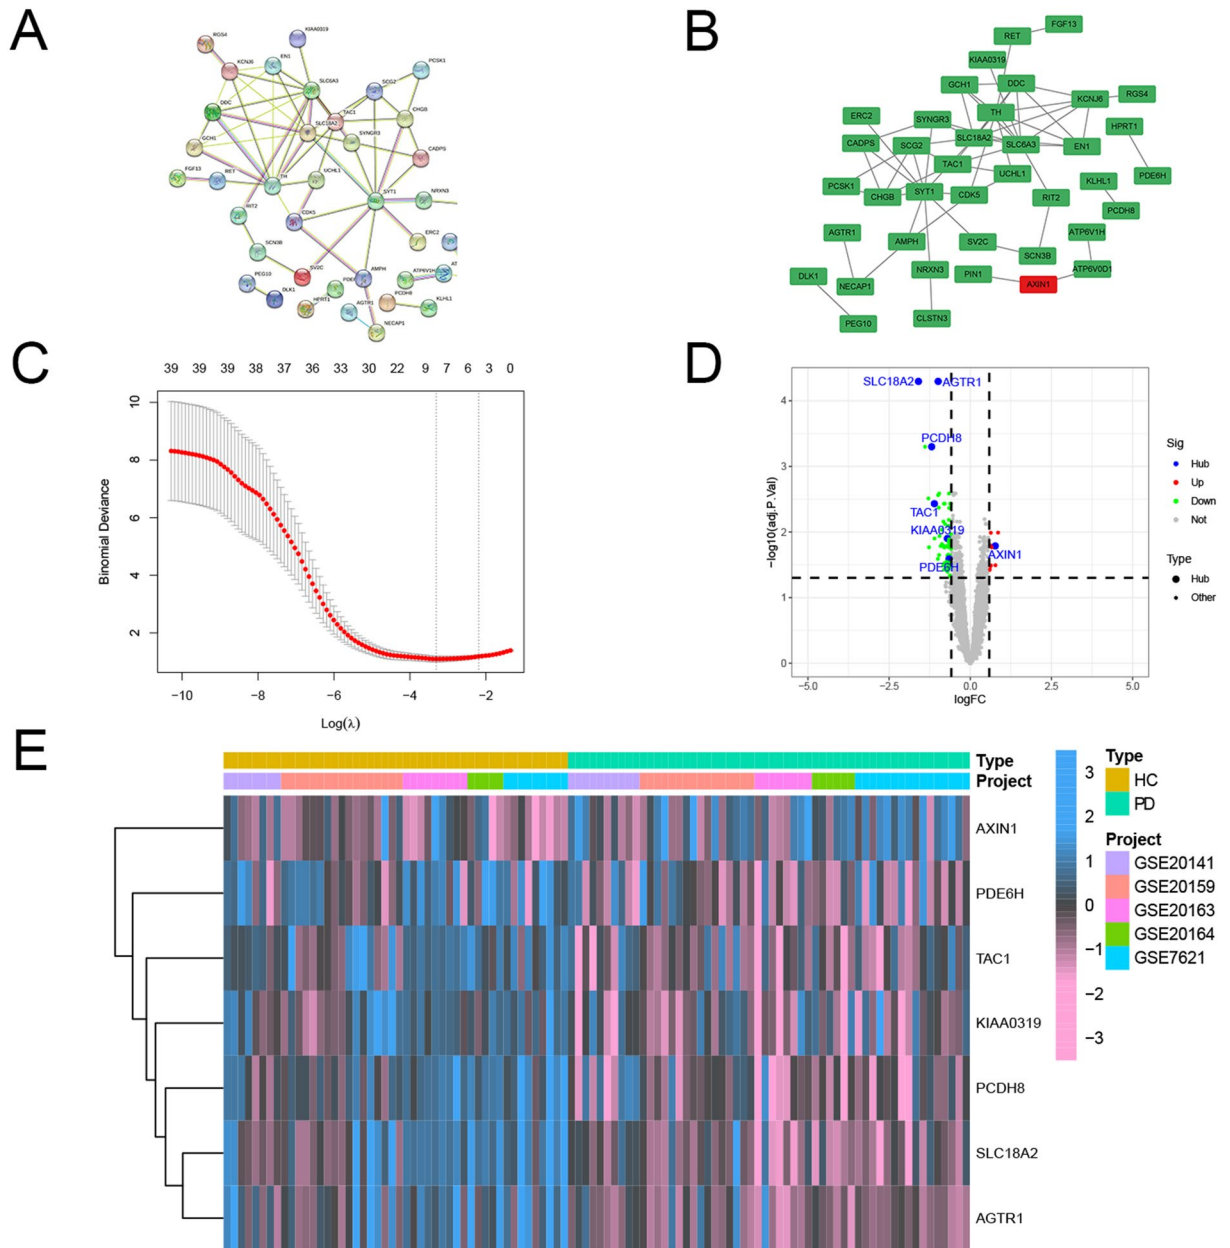 A
KIAA0319
RGS4
KCNJ6
EN1
SLC6A3
SCG2
PCSK1
DDC
TAC1
CHGB
SLC18A2
GCH1
SYNGR3
CADPS
FGF13
RET
TH
UCHL1
SYT1
NRXN3
RIT2
CDK5
ERC2
SCN3B
SV2C
AMPH
ATP6V1H
AT
PEG10
DLK1
PDE
HPRT1
AGTR1
PCDH8
KLHL1
NECAP1
B
FGF13
RET
KIAA0319
GCH1
DDC
KCNJ6
RGS4
ERC2
SYNGR3
TH
HPRT1
CADPS
SCG2
SLC18A2
SLC6A3
EN1
TAC1
UCHL1
PDE6H
PCSK1
CHGB
SYT1
CDK5
KLHL1
RIT2
PCDH8
AGTR1
AMPH
SV2C
ATP6V1H
SCN3B
NRXN3
PIN1
ATP6V0D1
DLK1
NECAP1
AXIN1
PEG10
CLSTN3
C
39 39 39 38 37 36 33 30 22 9 7 6 3 0
10
8
6
4
2
Binomial Deviance
−10 −8 −6 −4 −2
Log(λ)
D
SLC18A2 AGTR1
PCDH8
TAC1
KIAA0319
PDE6H
AXIN1
4
3
2
1
0
−log10(adj.P.Val)
−5.0 −2.5 0.0 2.5 5.0
logFC
Sig
Hub
Up
Down
Not
Type
Hub
Other
E
Type
Project
AXIN1
PDE6H
TAC1
KIAA0319
PCDH8
SLC18A2
AGTR1
3
2
1
0
−1
−2
−3
Type
HC
PD
Project
GSE20141
GSE20159
GSE20163
GSE20164
GSE7621